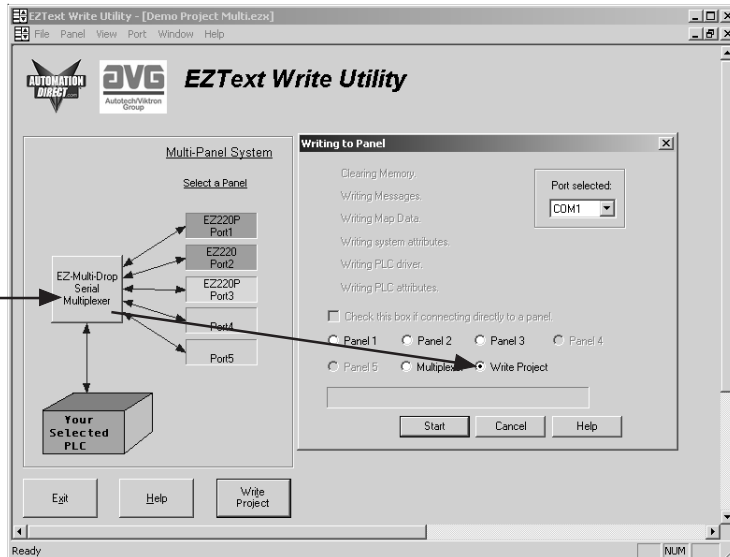 EZText Write Utility - [Demo Project Multi.ezx]
File Panel View Port Window Help
AUTOMATION
DIRECT.com
AVG
Autotech/Viktron
Group
EZText Write Utility
Multi-Panel System
Select a Panel
EZ220P
Port1
EZ220
Port2
EZ220P
Port3
Port4
Port5
EZ-Multi-Drop
Serial
Multiplexer
Your
Selected
PLC
Writing to Panel
Clearing Memory.
Writing Messages.
Writing Map Data.
Writing system attributes.
Writing PLC driver.
Writing PLC attributes.
Port selected:
COM1
Check this box if connecting directly to a panel.
Panel 1 Panel 2 Panel 3 Panel 4
Panel 5 Multiplexer Write Project
Start Cancel Help
Exit Help Write
Project
Ready NUM